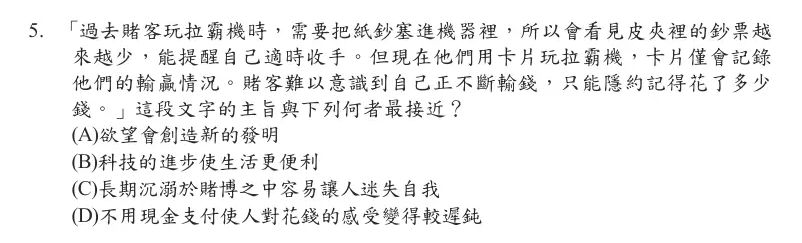 5. 「過去賭客玩拉霸機時，需要把紙鈔塞進機器裡，所以會看見皮夾裡的鈔票越
來越少，能提醒自己適時收手。但現在他們用卡片玩拉霸機，卡片僅會記錄
他們的輸贏情況。賭客難以意識到自己正不斷輸錢，只能隱約記得花了多少
錢。」這段文字的主旨與下列何者最接近？
(A)欲望會創造新的發明
(B)科技的進步使生活更便利
(C)長期沉溺於賭博之中容易讓人迷失自我
(D)不用現金支付使人對花錢的感受變得較遲鈍